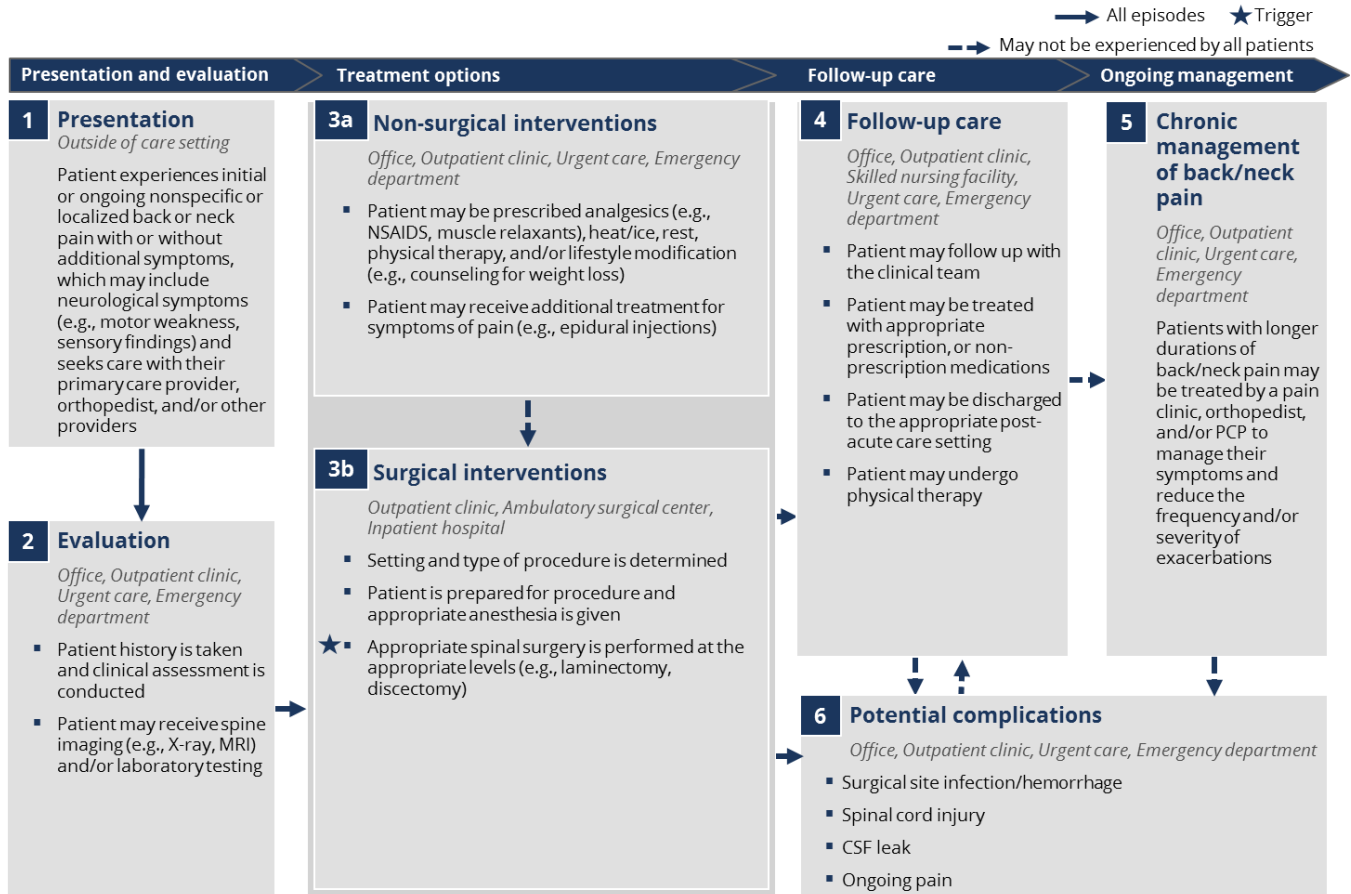 All episodes
Trigger
May not be experienced by all patients
Presentation and evaluation
Treatment options
Follow-up care
Ongoing management
1
Presentation
Outside of care setting
Patient experiences initial
or ongoing nonspecific or
localized back or neck
pain with or without
additional symptoms,
which may include
neurological symptoms
(e.g., motor weakness,
sensory findings) and
seeks care with their
primary care provider,
orthopedist, and/or other
providers
2
Evaluation
Office, Outpatient clinic,
Urgent care, Emergency
department
▪ Patient history is taken
and clinical assessment is
conducted
▪ Patient may receive spine
imaging (e.g., X-ray, MRI)
and/or laboratory testing
3a
Non-surgical interventions
Office, Outpatient clinic, Urgent care, Emergency
department
▪ Patient may be prescribed analgesics (e.g.,
NSAIDS, muscle relaxants), heat/ice, rest,
physical therapy, and/or lifestyle modification
(e.g., counseling for weight loss)
▪ Patient may receive additional treatment for
symptoms of pain (e.g., epidural injections)
3b
Surgical interventions
Outpatient clinic, Ambulatory surgical center,
Inpatient hospital
▪ Setting and type of procedure is determined
▪ Patient is prepared for procedure and
appropriate anesthesia is given
▪ Appropriate spinal surgery is performed at the
appropriate levels (e.g., laminectomy,
discectomy)
4
Follow-up care
Office, Outpatient clinic,
Skilled nursing facility,
Urgent care, Emergency
department
▪ Patient may follow up with
the clinical team
▪ Patient may be treated
with appropriate
prescription, or non-
prescription medications
▪ Patient may be discharged
to the appropriate post-
acute care setting
▪ Patient may undergo
physical therapy
5
Chronic
management
of back/neck
pain
Office, Outpatient
clinic, Urgent care,
Emergency
department
Patients with longer
durations of
back/neck pain may
be treated by a pain
clinic, orthopedist,
and/or PCP to
manage their
symptoms and
reduce the
frequency and/or
severity of
exacerbations
6
Potential complications
Office, Outpatient clinic, Urgent care, Emergency department
▪ Surgical site infection/hemorrhage
▪ Spinal cord injury
▪ CSF leak
▪ Ongoing pain